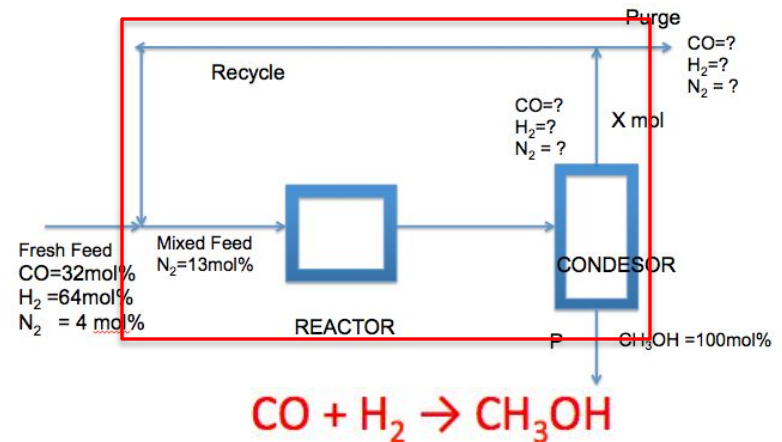 Purge
CO=?
H₂=?
N₂ = ?
Recycle
CO=?
H₂=?
N₂ = ?
X mol
Fresh Feed
CO=32mol%
H₂ =64mol%
N₂ = 4 mol%
Mixed Feed
N₂=13mol%
CONDESOR
REACTOR
P
CH₃OH =100mol%
CO + H₂ → CH₃OH